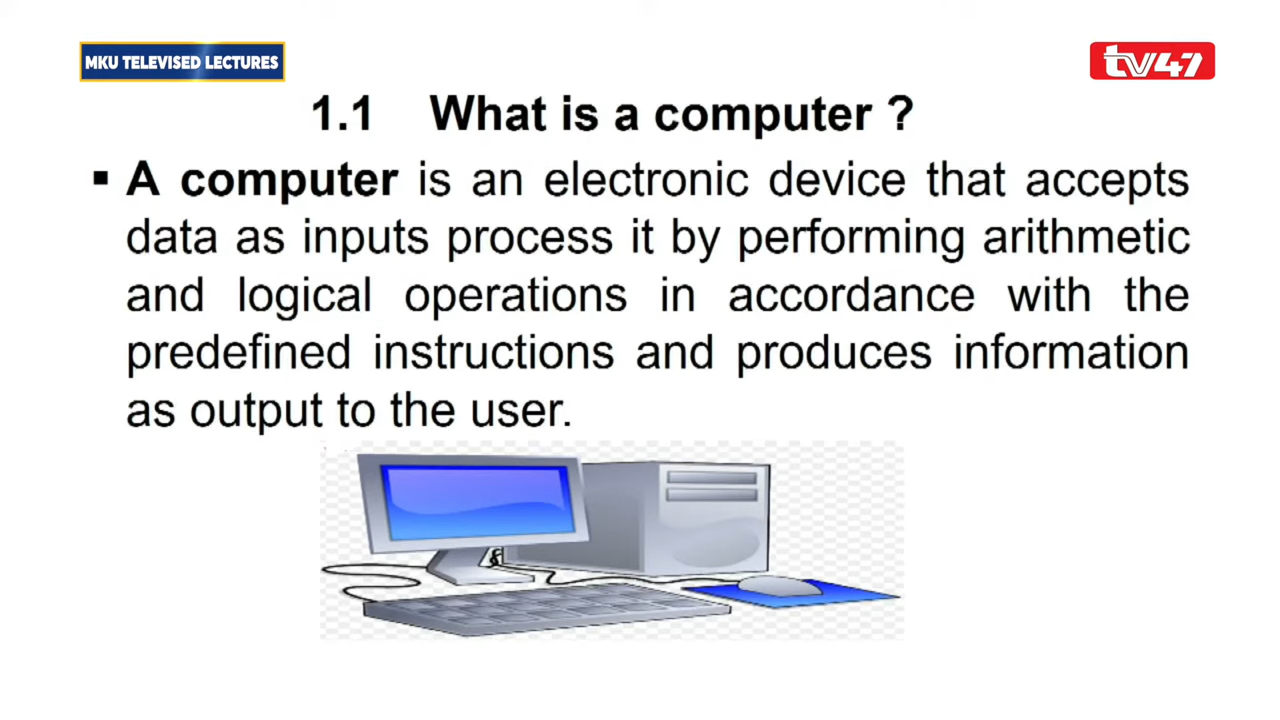 MKU TELEVISED LECTURES
tv47
1.1 What is a computer ?
▪ A computer is an electronic device that accepts
data as inputs process it by performing arithmetic
and logical operations in accordance with the
predefined instructions and produces information
as output to the user.